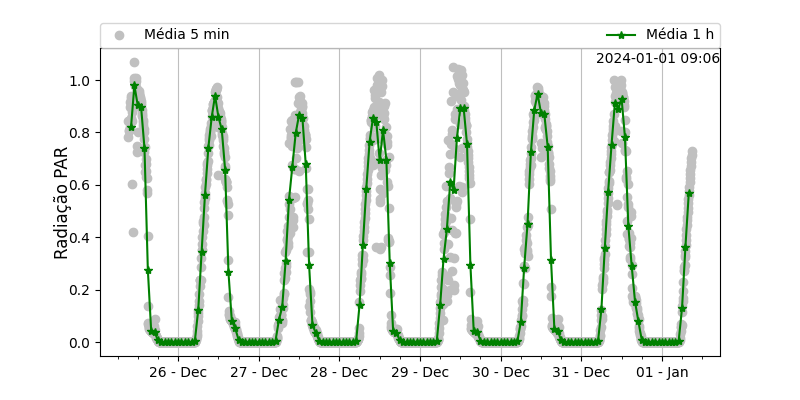 Média 5 min
Média 1 h
2024-01-01 09:06
Radiação PAR
1.0
0.8
0.6
0.4
0.2
0.0
26 - Dec
27 - Dec
28 - Dec
29 - Dec
30 - Dec
31 - Dec
01 - Jan